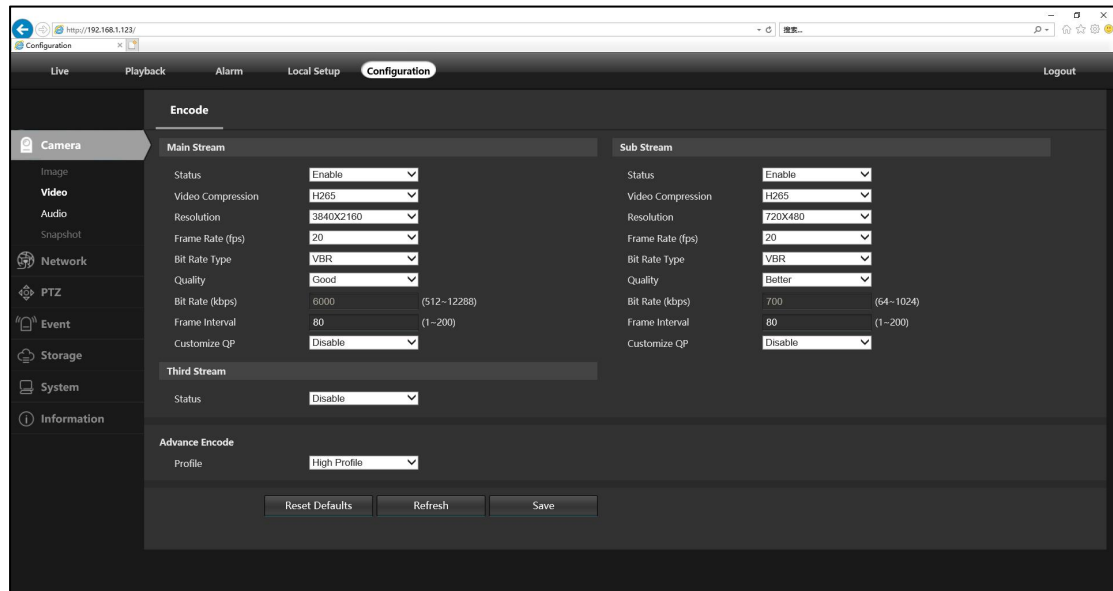 http://192.168.1.123/
搜索...
Configuration
Live Playback Alarm Local Setup Configuration Logout
Encode
Camera
Image
Video
Audio
Snapshot
Network
PTZ
Event
Storage
System
Information
Main Stream
Status Enable
Video Compression H265
Resolution 3840X2160
Frame Rate (fps) 20
Bit Rate Type VBR
Quality Good
Bit Rate (kbps) 6000 (512~12288)
Frame Interval 80 (1~200)
Customize QP Disable
Sub Stream
Status Enable
Video Compression H265
Resolution 720X480
Frame Rate (fps) 20
Bit Rate Type VBR
Quality Better
Bit Rate (kbps) 700 (64~1024)
Frame Interval 80 (1~200)
Customize QP Disable
Third Stream
Status Disable
Advance Encode
Profile High Profile
Reset Defaults Refresh Save